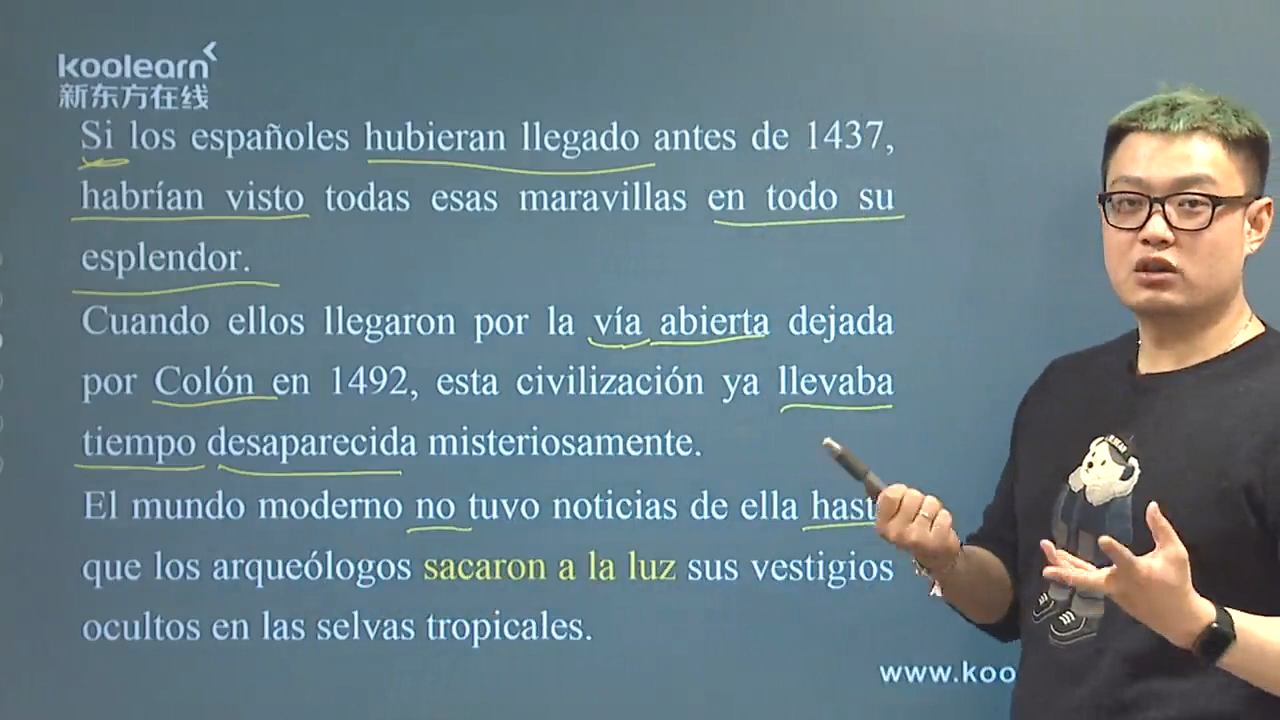 koolearn
新东方在线
Si los españoles hubieran llegado antes de 1437,
habrían visto todas esas maravillas en todo su
esplendor.
Cuando ellos llegaron por la vía abierta dejada
por Colón en 1492, esta civilización ya llevaba
tiempo desaparecida misteriosamente.
El mundo moderno no tuvo noticias de ella hast
que los arqueólogos sacaron a la luz sus vestigios
ocultos en las selvas tropicales.
www.koo